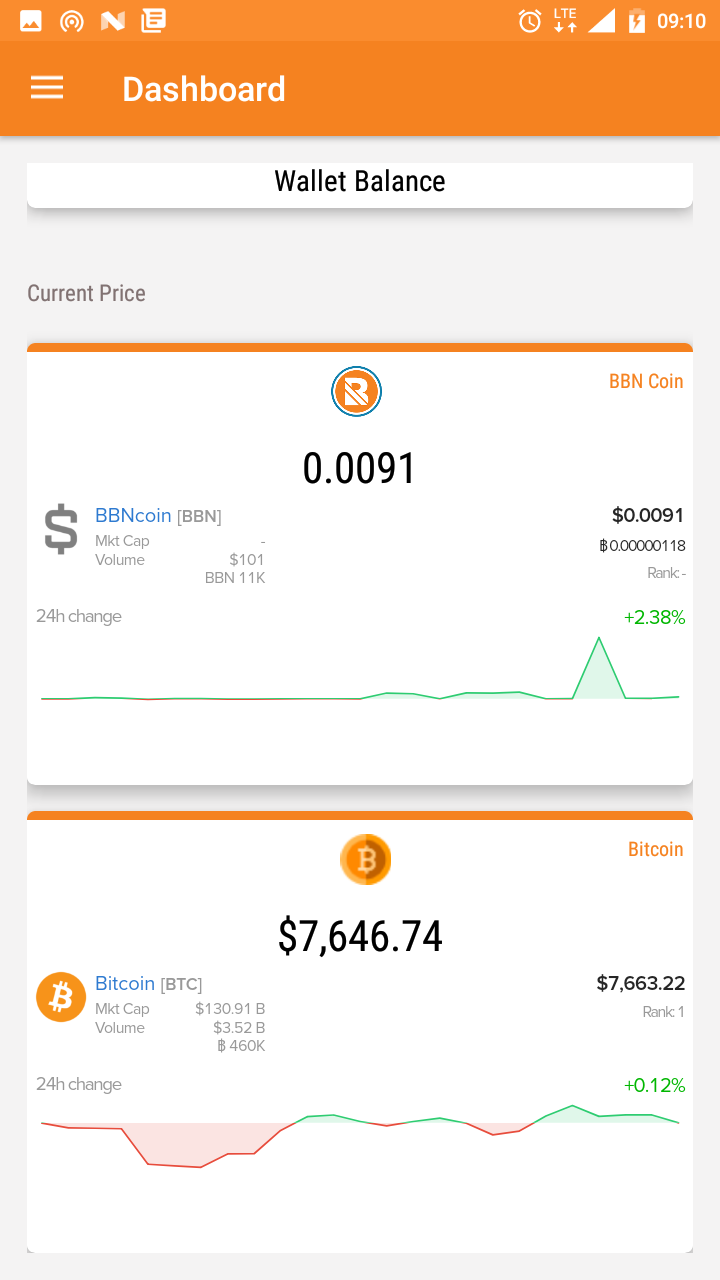 LTE 09:10
Dashboard
Wallet Balance
Current Price
BBN Coin
0.0091
BBNcoin [BBN] $0.0091
Mkt Cap - ฿0.00000118
Volume $101
BBN 11K Rank: -
24h change +2.38%
Bitcoin
$7,646.74
Bitcoin [BTC] $7,663.22
Mkt Cap $130.91 B Rank: 1
Volume $3.52 B
฿ 460K
24h change +0.12%